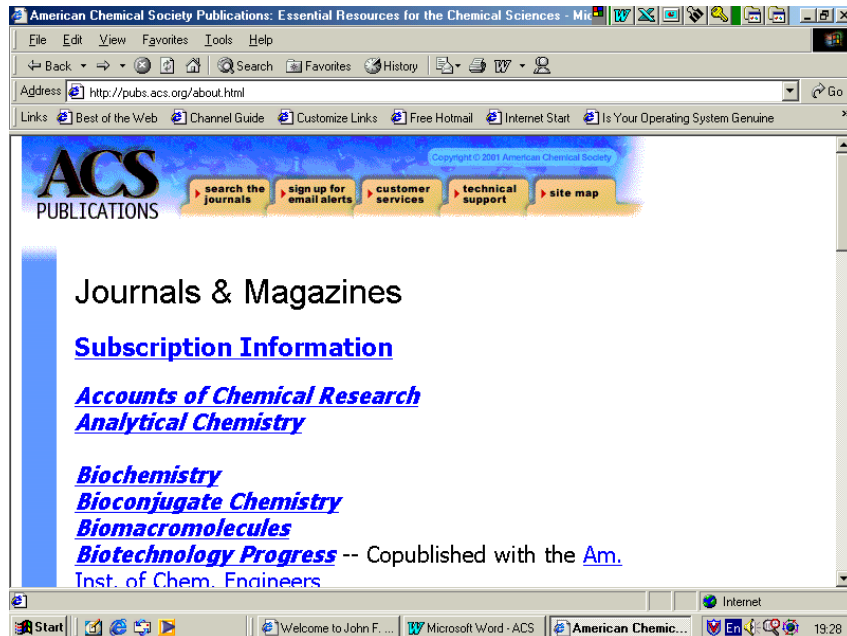 American Chemical Society Publications: Essential Resources for the Chemical Sciences - Mic
File Edit View Favorites Tools Help
Back Search Favorites History
Address http://pubs.acs.org/about.html Go
Links Best of the Web Channel Guide Customize Links Free Hotmail Internet Start Is Your Operating System Genuine
Copyright © 2001 American Chemical Society
ACS
PUBLICATIONS
search the journals
sign up for email alerts
customer services
technical support
site map
Journals & Magazines
Subscription Information
Accounts of Chemical Research
Analytical Chemistry
Biochemistry
Bioconjugate Chemistry
Biomacromolecules
Biotechnology Progress -- Copublished with the Am.
Inst. of Chem. Engineers
Internet
Start Welcome to John F. ... Microsoft Word - ACS American Chemic... En 19:28